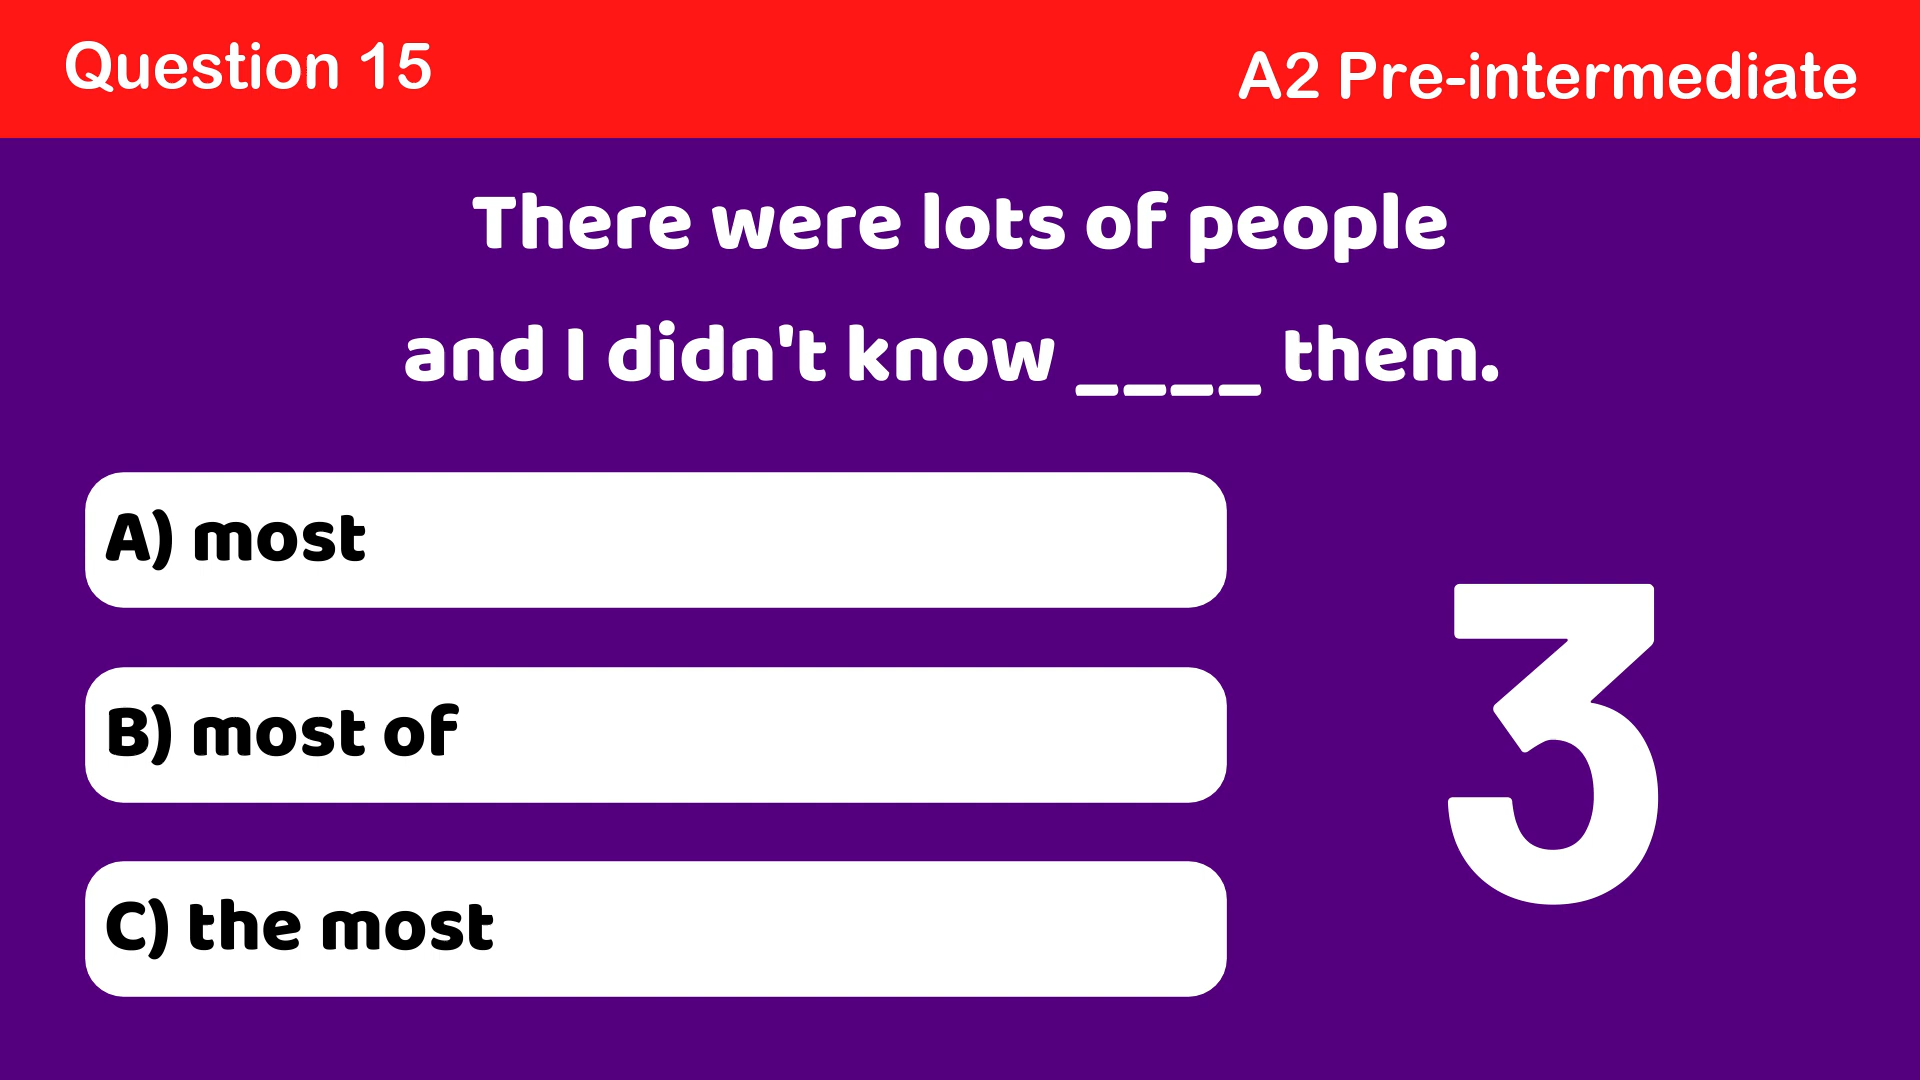 Question 15
A2 Pre-intermediate
There were lots of people
and I didn't know ____ them.
A) most
B) most of
C) the most
3